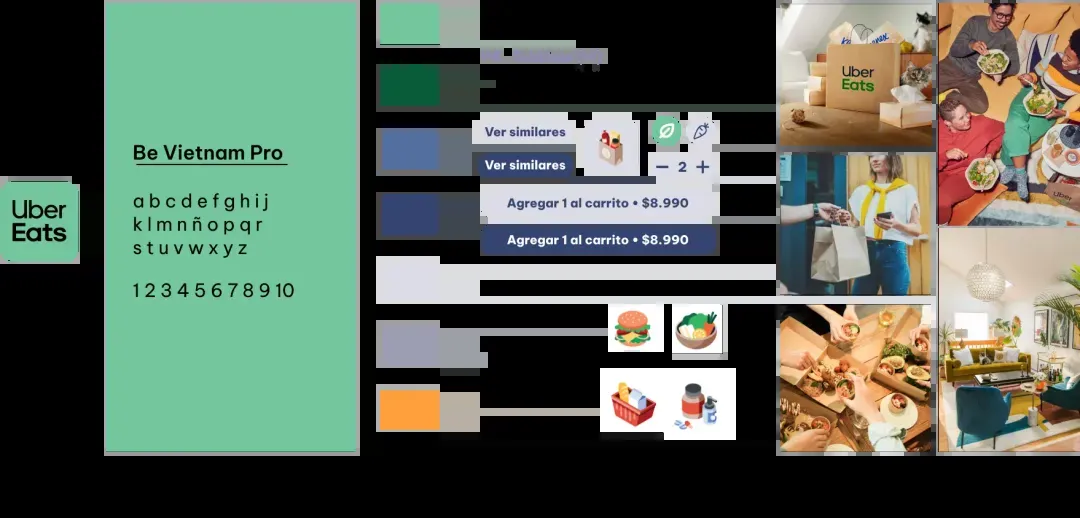 Uber
Eats
Be Vietnam Pro
a b c d e f g h i j
k l m n ñ o p q r
s t u v w x y z
1 2 3 4 5 6 7 8 9 10
Ver similares
Ver similares
2
Agregar 1 al carrito • $8.990
Agregar 1 al carrito • $8.990
Uber
Eats
Uber